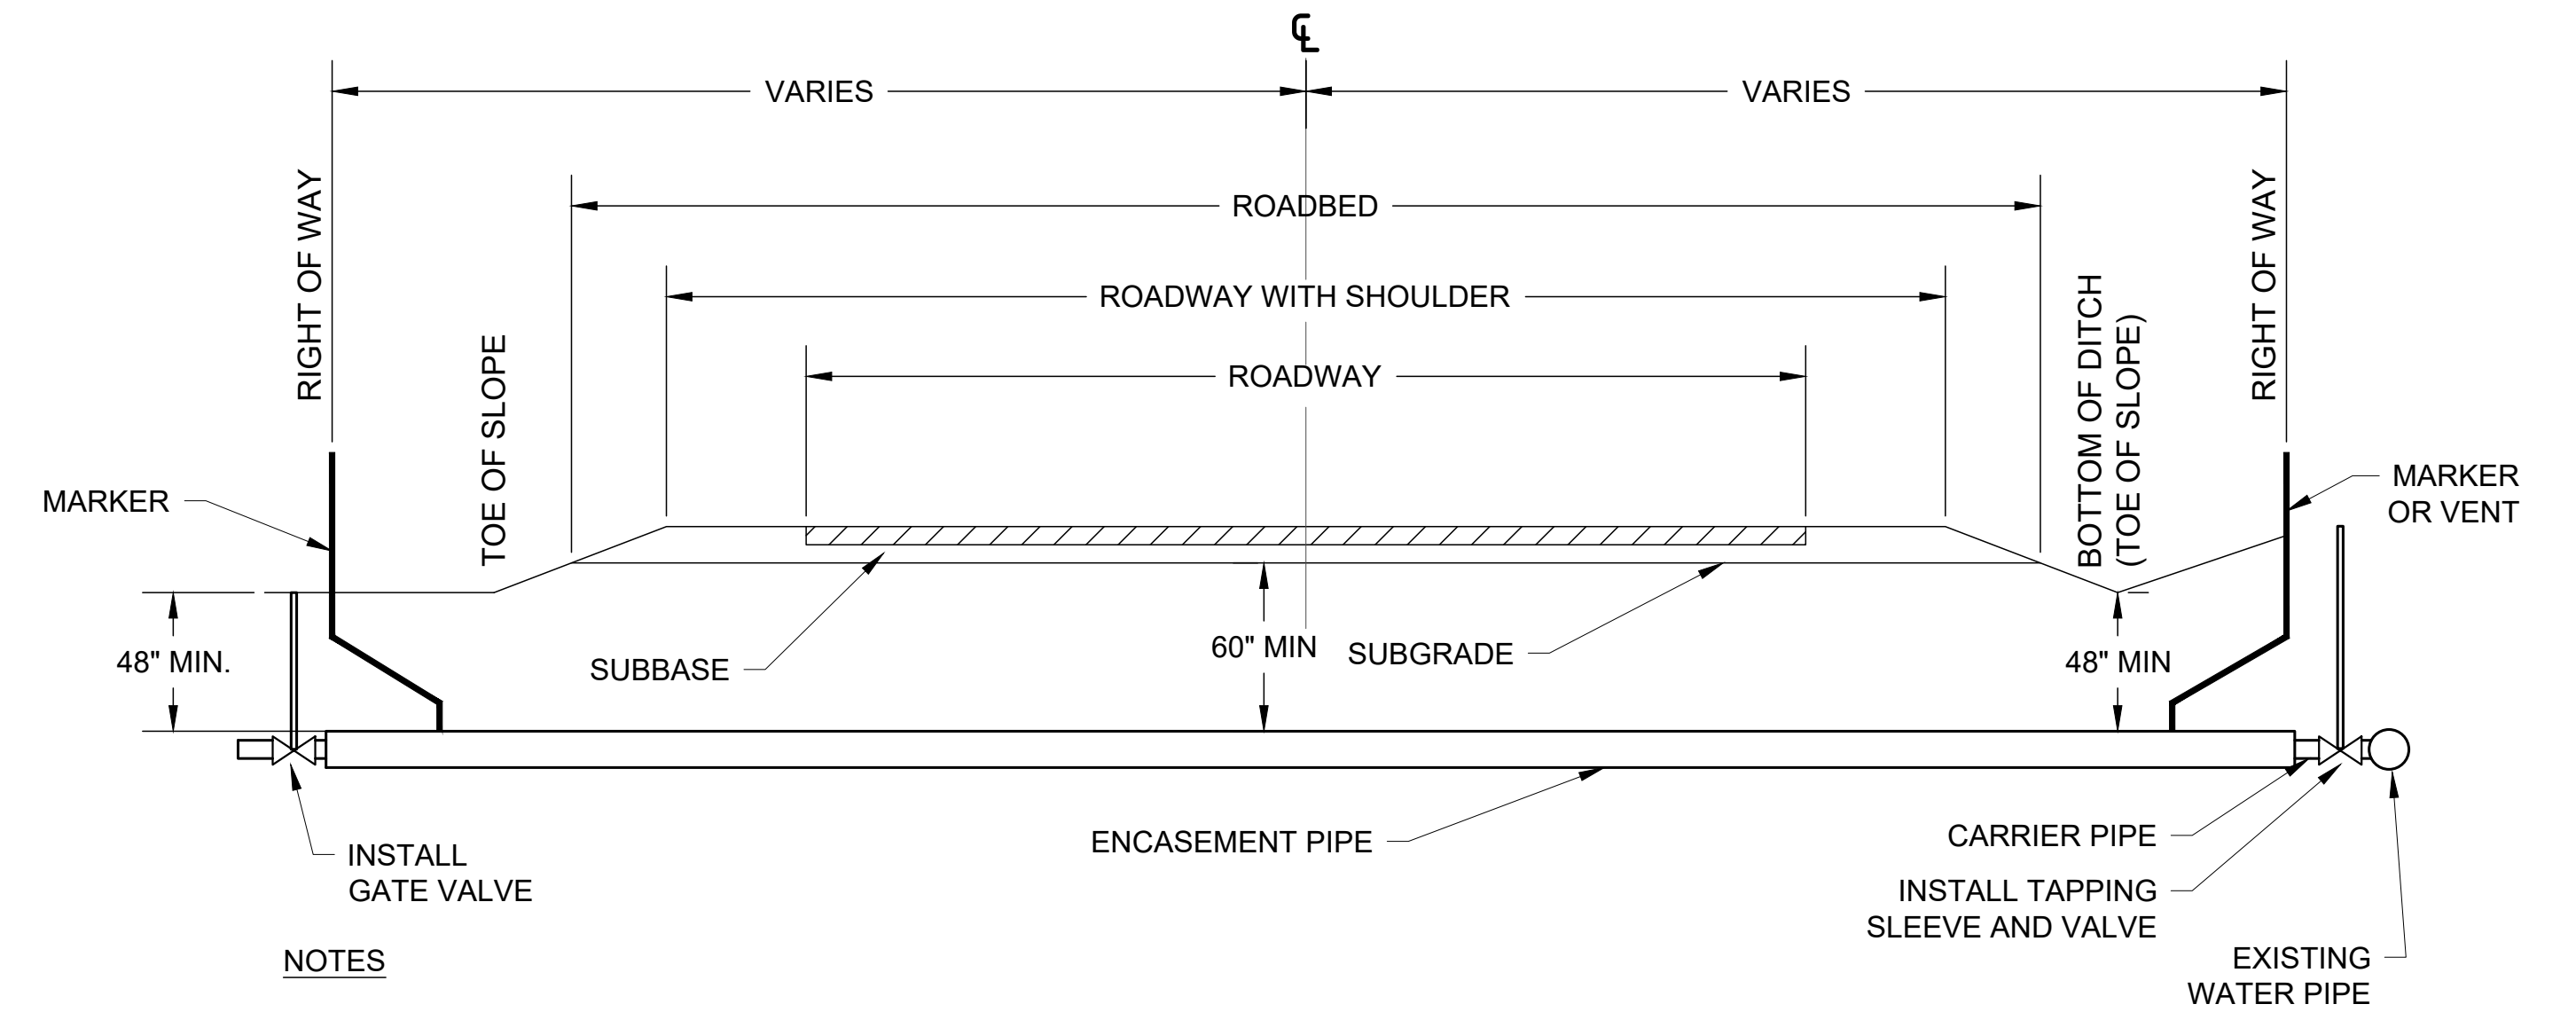 ℄
VARIES
VARIES
RIGHT OF WAY
RIGHT OF WAY
ROADBED
ROADWAY WITH SHOULDER
ROADWAY
TOE OF SLOPE
BOTTOM OF DITCH
(TOE OF SLOPE)
MARKER
MARKER
OR VENT
48" MIN.
SUBBASE
60" MIN
SUBGRADE
48" MIN
ENCASEMENT PIPE
CARRIER PIPE
INSTALL
GATE VALVE
INSTALL TAPPING
SLEEVE AND VALVE
NOTES
EXISTING
WATER PIPE